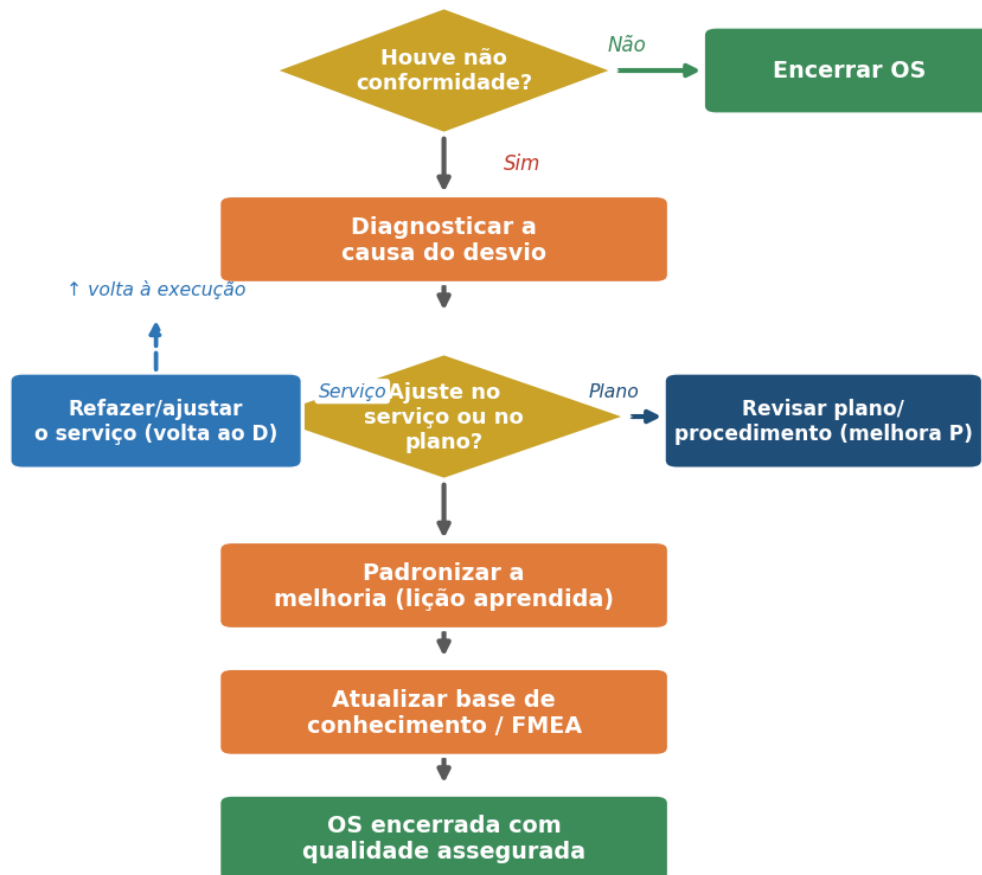 Houve não
conformidade?
Não
Encerrar OS
Sim
Diagnosticar a
causa do desvio
↑ volta à execução
Refazer/ajustar
o serviço (volta ao D)
Serviço
Ajuste no
serviço ou no
plano?
Plano
Revisar plano/
procedimento (melhora P)
Padronizar a
melhoria (lição aprendida)
Atualizar base de
conhecimento / FMEA
OS encerrada com
qualidade assegurada